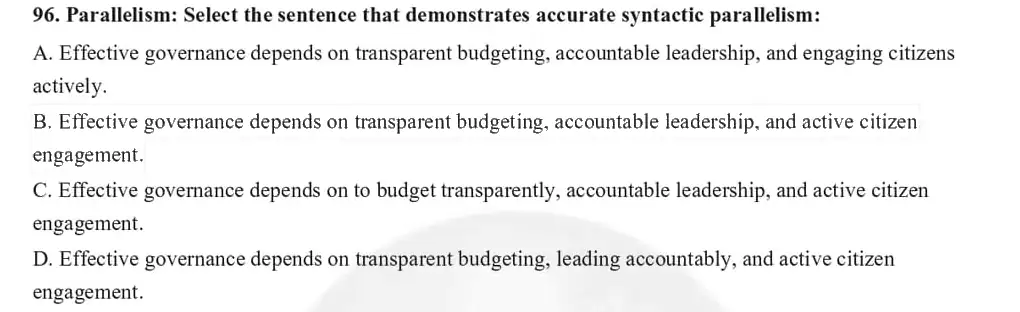 96. Parallelism: Select the sentence that demonstrates accurate syntactic parallelism:
A. Effective governance depends on transparent budgeting, accountable leadership, and engaging citizens
actively.
B. Effective governance depends on transparent budgeting, accountable leadership, and active citizen
engagement.
C. Effective governance depends on to budget transparently, accountable leadership, and active citizen
engagement.
D. Effective governance depends on transparent budgeting, leading accountably, and active citizen
engagement.